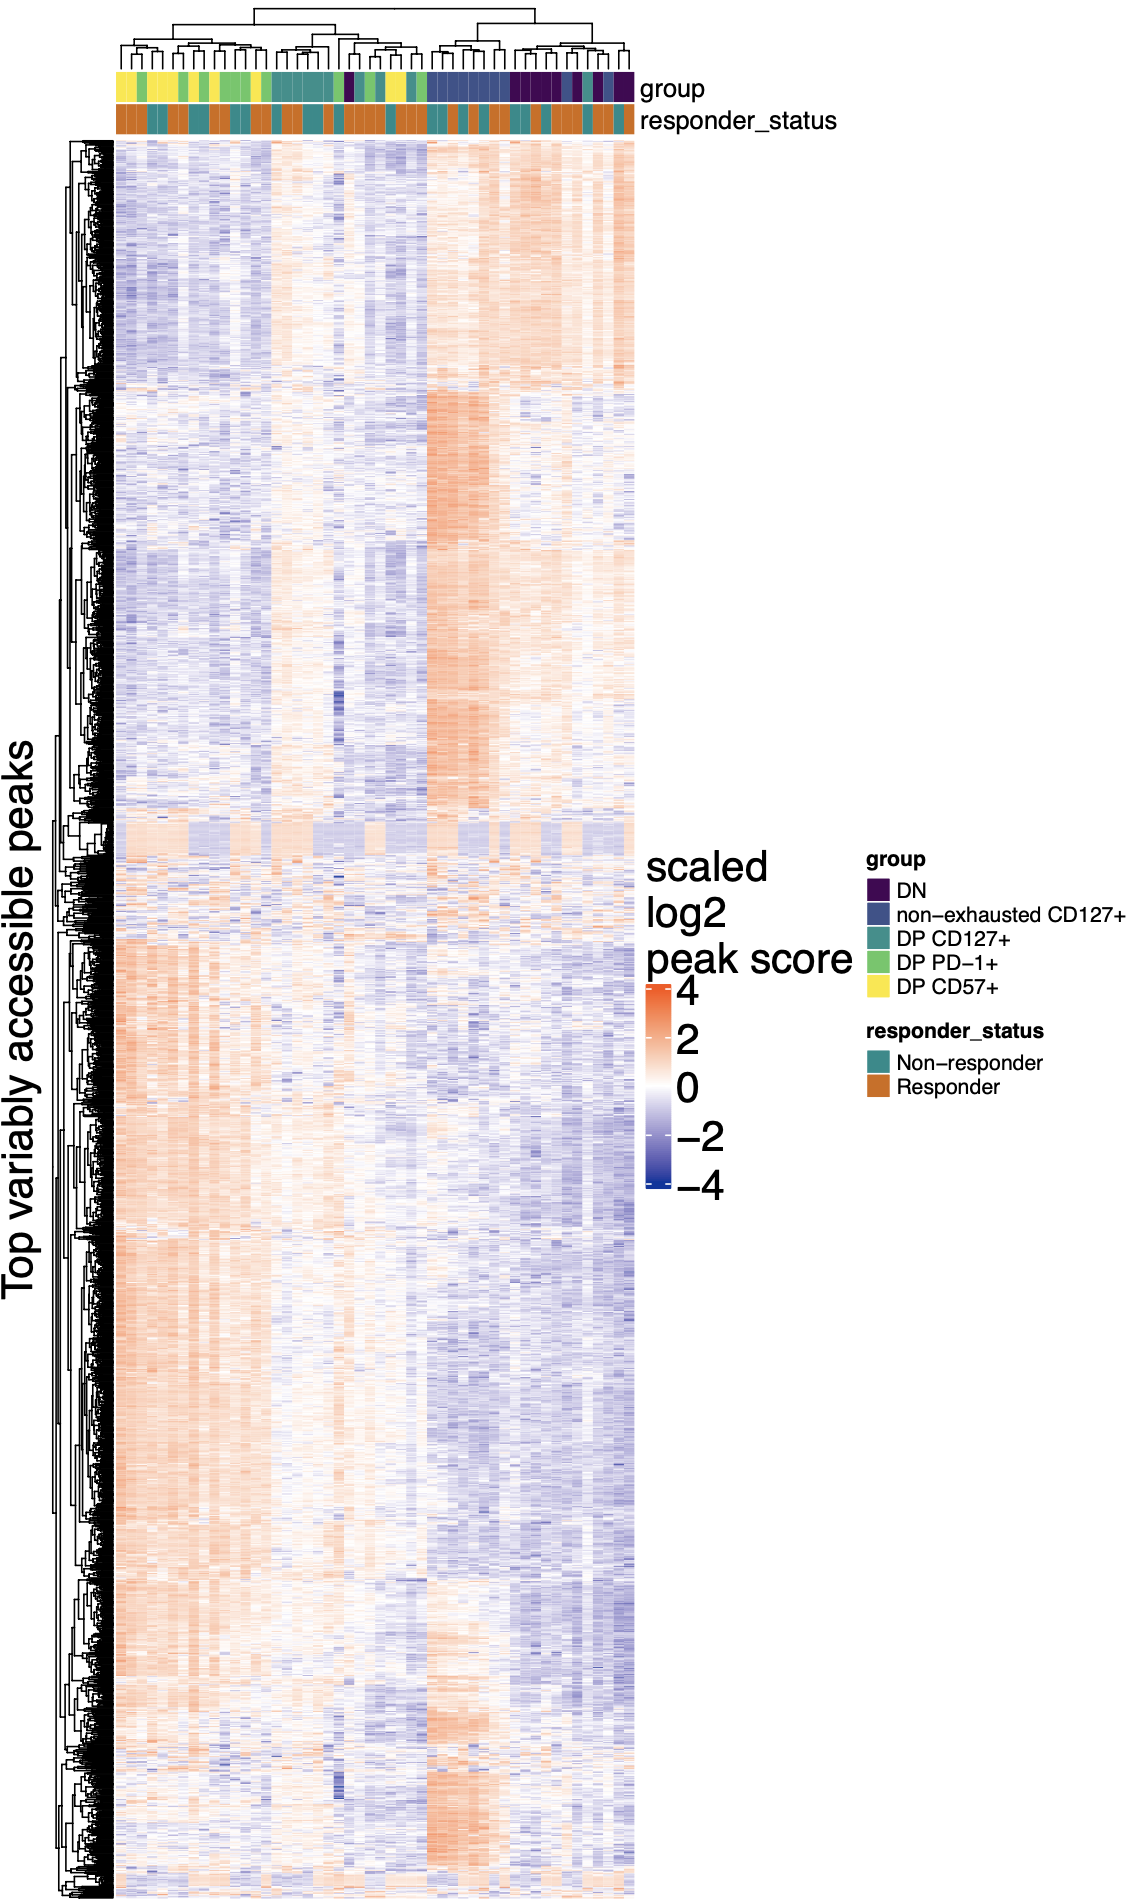 group
responder_status
Top variably accessible peaks
scaled
log2
peak score
4
2
0
−2
−4
group
DN
non−exhausted CD127+
DP CD127+
DP PD−1+
DP CD57+
responder_status
Non−responder
Responder